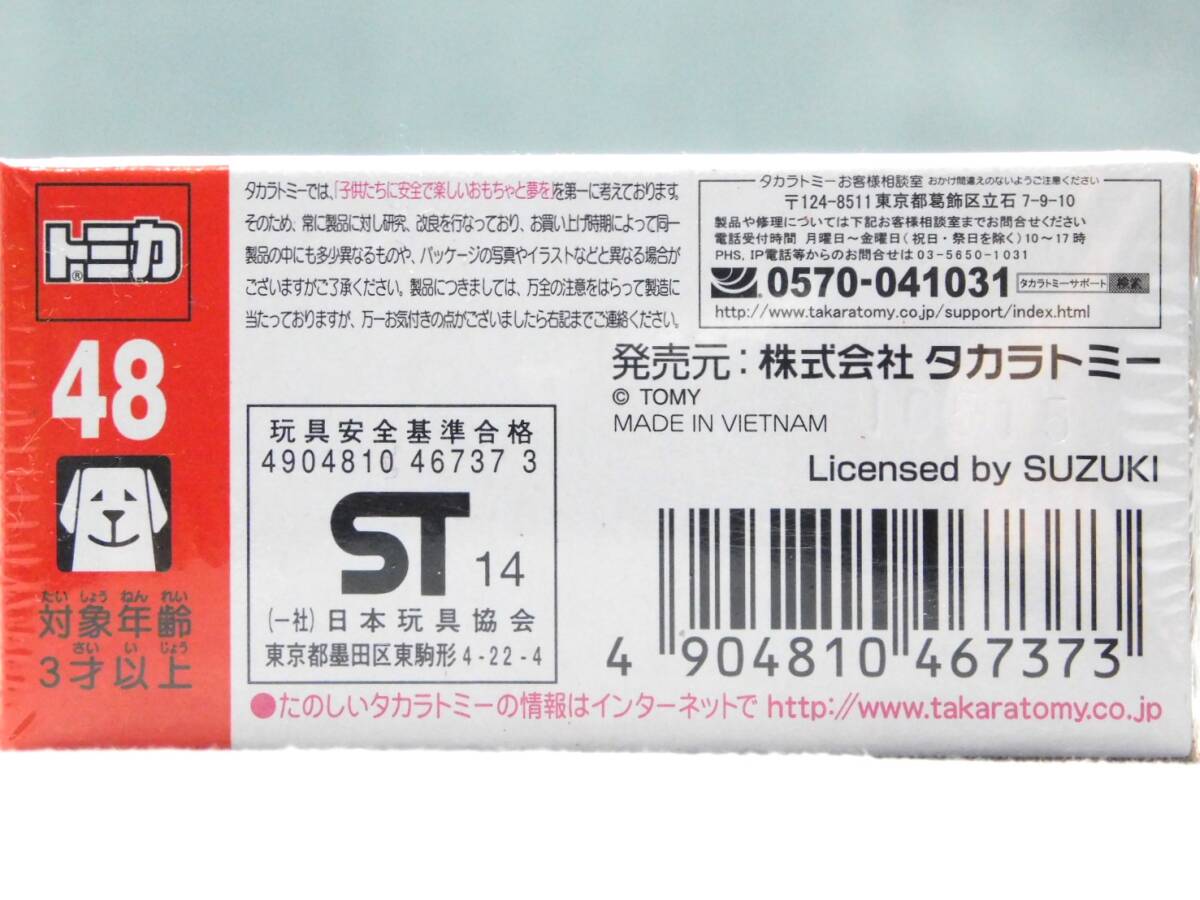 トミカ®
48
たいしょうねんれい
対象年齢
さいいじょう
3才以上
タカラトミーでは、「子供たちに安全で楽しいおもちゃと夢を」を第一に考えております。
そのため、常に製品に対し研究、改良を行なっており、お買い上げ時期によって同一
製品の中にも多少異なるものや、パッケージの写真やイラストなどと異なる場合が
ございますがご了承ください。製品につきましては、万全の注意をはらって製造に
当たっておりますが、万一お気付きの点がございましたら右記までご連絡ください。
タカラトミーお客様相談室 おかけ間違えのないようご注意ください
〒124-8511 東京都葛飾区立石 7-9-10
製品や修理については下記お客様相談室までお問合せください
電話受付時間 月曜日〜金曜日(祝日・祭日を除く)10〜17時
PHS, IP電話等からのお問合せは 03-5650-1031
0570-041031 タカラトミーサポート 検索
http://www.takaratomy.co.jp/support/index.html
発売元:株式会社 タカラトミー
© TOMY
MADE IN VIETNAM
Licensed by SUZUKI
玩具安全基準合格
4904810 46737 3
ST 14
(一社)日本玩具協会
東京都墨田区東駒形4-22-4
4 904810 467373
●たのしいタカラトミーの情報はインターネットで http://www.takaratomy.co.jp